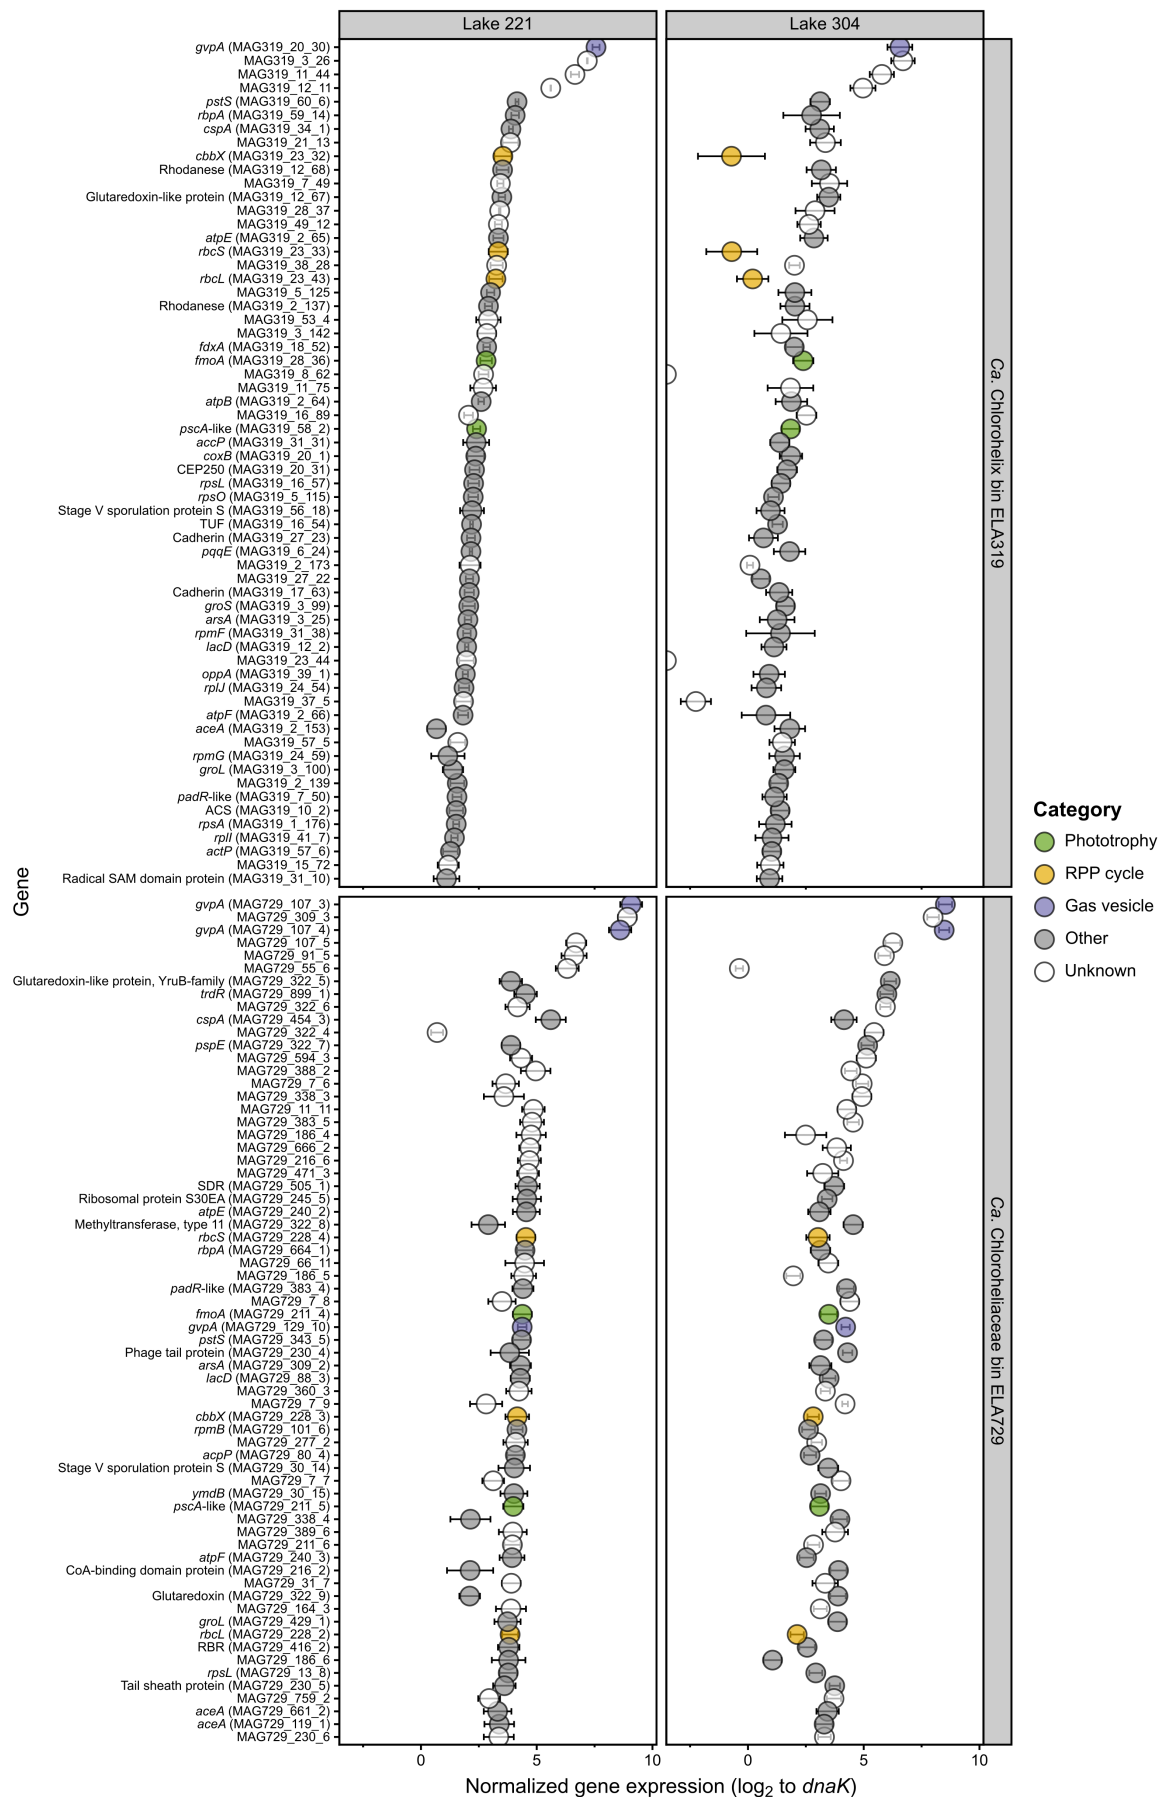 Lake 221
Lake 304
gvpA (MAG319_20_30)
MAG319_3_26
MAG319_11_44
MAG319_12_11
pstS (MAG319_60_6)
rbpA (MAG319_59_14)
cspA (MAG319_34_1)
MAG319_21_13
cbbX (MAG319_23_32)
Rhodanese (MAG319_12_68)
MAG319_7_49
Glutaredoxin-like protein (MAG319_12_67)
MAG319_28_37
MAG319_49_12
atpE (MAG319_2_65)
rbcS (MAG319_23_33)
MAG319_38_28
rbcL (MAG319_23_43)
MAG319_5_125
Rhodanese (MAG319_2_137)
MAG319_53_4
MAG319_3_142
fdxA (MAG319_18_52)
fmoA (MAG319_28_36)
MAG319_8_62
MAG319_11_75
atpB (MAG319_2_64)
MAG319_16_89
pscA-like (MAG319_58_2)
accP (MAG319_31_31)
coxB (MAG319_20_1)
CEP250 (MAG319_20_31)
rpsL (MAG319_16_57)
rpsO (MAG319_5_115)
Stage V sporulation protein S (MAG319_56_18)
TUF (MAG319_16_54)
Cadherin (MAG319_27_23)
pqqE (MAG319_6_24)
MAG319_2_173
MAG319_27_22
Cadherin (MAG319_17_63)
groS (MAG319_3_99)
arsA (MAG319_3_25)
rpmF (MAG319_31_38)
lacD (MAG319_12_2)
MAG319_23_44
oppA (MAG319_39_1)
rplJ (MAG319_24_54)
MAG319_37_5
atpF (MAG319_2_66)
aceA (MAG319_2_153)
MAG319_57_5
rpmG (MAG319_24_59)
groL (MAG319_3_100)
MAG319_2_139
padR-like (MAG319_7_50)
ACS (MAG319_10_2)
rpsA (MAG319_1_176)
rplI (MAG319_41_7)
actP (MAG319_57_6)
MAG319_15_72
Radical SAM domain protein (MAG319_31_10)
Ca. Chlorohelix bin ELA319
Gene
gvpA (MAG729_107_3)
MAG729_309_3
gvpA (MAG729_107_4)
MAG729_107_5
MAG729_91_5
MAG729_55_6
Glutaredoxin-like protein, YruB-family (MAG729_322_5)
trdR (MAG729_899_1)
MAG729_322_6
cspA (MAG729_454_3)
MAG729_322_4
pspE (MAG729_322_7)
MAG729_594_3
MAG729_388_2
MAG729_7_6
MAG729_338_3
MAG729_11_11
MAG729_383_5
MAG729_186_4
MAG729_666_2
MAG729_216_6
MAG729_471_3
SDR (MAG729_505_1)
Ribosomal protein S30EA (MAG729_245_5)
atpE (MAG729_240_2)
Methyltransferase, type 11 (MAG729_322_8)
rbcS (MAG729_228_4)
rbpA (MAG729_664_1)
MAG729_66_11
MAG729_186_5
padR-like (MAG729_383_4)
MAG729_7_8
fmoA (MAG729_211_4)
gvpA (MAG729_129_10)
pstS (MAG729_343_5)
Phage tail protein (MAG729_230_4)
arsA (MAG729_309_2)
lacD (MAG729_88_3)
MAG729_360_3
MAG729_7_9
cbbX (MAG729_228_3)
rpmB (MAG729_101_6)
MAG729_277_2
acpP (MAG729_80_4)
Stage V sporulation protein S (MAG729_30_14)
MAG729_7_7
ymdB (MAG729_30_15)
pscA-like (MAG729_211_5)
MAG729_338_4
MAG729_389_6
MAG729_211_6
atpF (MAG729_240_3)
CoA-binding domain protein (MAG729_216_2)
MAG729_31_7
Glutaredoxin (MAG729_322_9)
MAG729_164_3
groL (MAG729_429_1)
rbcL (MAG729_228_2)
RBR (MAG729_416_2)
MAG729_186_6
rpsL (MAG729_13_8)
Tail sheath protein (MAG729_230_5)
MAG729_759_2
aceA (MAG729_661_2)
aceA (MAG729_119_1)
MAG729_230_6
Ca. Chloroheliaceae bin ELA729
0 5 10 0 5 10
Normalized gene expression (log2 to dnaK)
Category
Phototrophy
RPP cycle
Gas vesicle
Other
Unknown